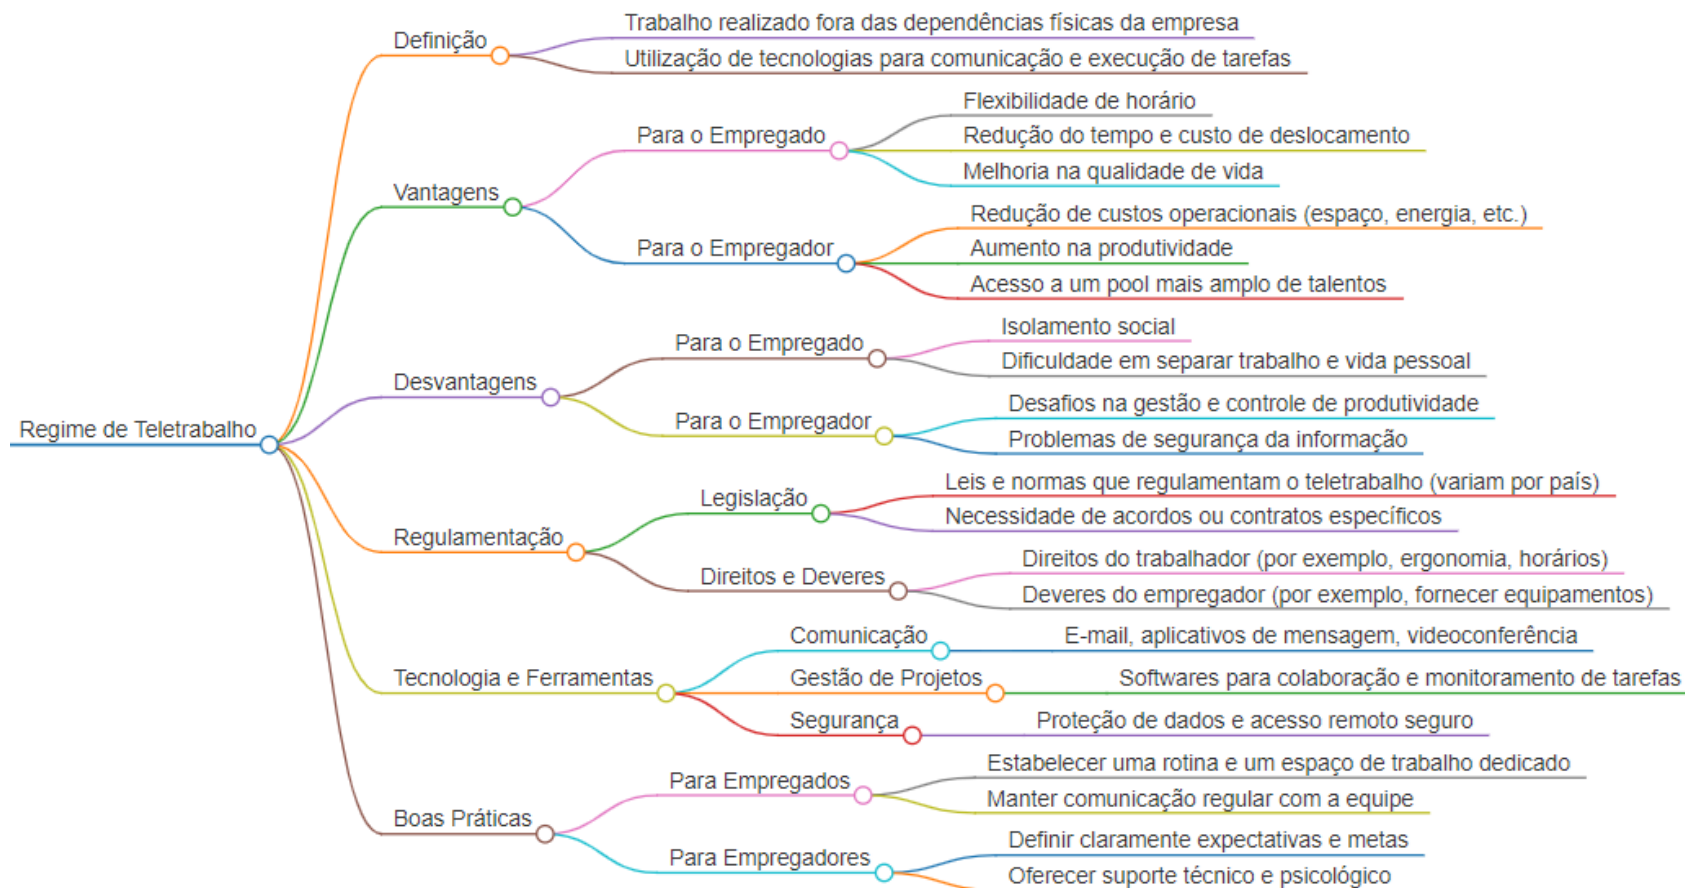 Regime de Teletrabalho
Definição
Trabalho realizado fora das dependências físicas da empresa
Utilização de tecnologias para comunicação e execução de tarefas
Vantagens
Para o Empregado
Flexibilidade de horário
Redução do tempo e custo de deslocamento
Melhoria na qualidade de vida
Para o Empregador
Redução de custos operacionais (espaço, energia, etc.)
Aumento na produtividade
Acesso a um pool mais amplo de talentos
Desvantagens
Para o Empregado
Isolamento social
Dificuldade em separar trabalho e vida pessoal
Para o Empregador
Desafios na gestão e controle de produtividade
Problemas de segurança da informação
Regulamentação
Legislação
Leis e normas que regulamentam o teletrabalho (variam por país)
Necessidade de acordos ou contratos específicos
Direitos e Deveres
Direitos do trabalhador (por exemplo, ergonomia, horários)
Deveres do empregador (por exemplo, fornecer equipamentos)
Tecnologia e Ferramentas
Comunicação
E-mail, aplicativos de mensagem, videoconferência
Gestão de Projetos
Softwares para colaboração e monitoramento de tarefas
Segurança
Proteção de dados e acesso remoto seguro
Boas Práticas
Para Empregados
Estabelecer uma rotina e um espaço de trabalho dedicado
Manter comunicação regular com a equipe
Para Empregadores
Definir claramente expectativas e metas
Oferecer suporte técnico e psicológico